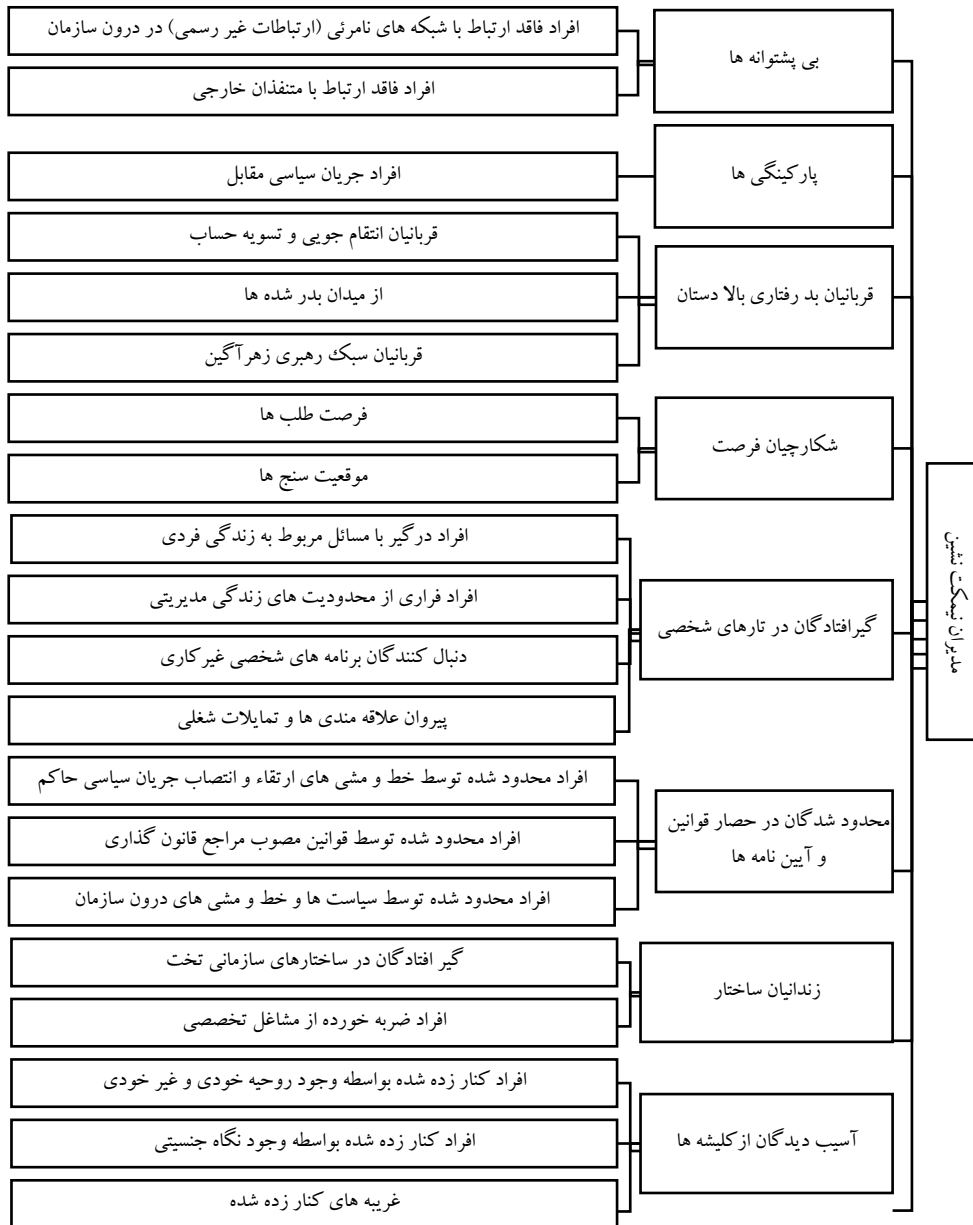 مدیران نیمکت نشین
بی پشتوانه ها
افراد فاقد ارتباط با شبکه های نامرئی (ارتباطات غیر رسمی) در درون سازمان
افراد فاقد ارتباط با متنفذان خارجی
پارکینگی ها
افراد جریان سیاسی مقابل
قربانیان بد رفتاری بالا دستان
قربانیان انتقام جویی و تسویه حساب
از میدان بدر شده ها
قربانیان سبک رهبری زهرآگین
شکارچیان فرصت
فرصت طلب ها
موقعیت سنج ها
گیرافتادگان در تارهای شخصی
افراد درگیر با مسائل مربوط به زندگی فردی
افراد فراری از محدودیت های زندگی مدیریتی
دنبال کنندگان برنامه های شخصی غیرکاری
پیروان علاقه مندی ها و تمایلات شغلی
محدود شدگان در حصار قوانین
و آیین نامه ها
افراد محدود شده توسط خط و مشی های ارتقاء و انتصاب جریان سیاسی حاکم
افراد محدود شده توسط قوانین مصوب مراجع قانون گذاری
افراد محدود شده توسط سیاست ها و خط و مشی های درون سازمان
زندانیان ساختار
گیر افتادگان در ساختارهای سازمانی تخت
افراد ضربه خورده از مشاغل تخصصی
آسیب دیدگان از کلیشه ها
افراد کنار زده شده بواسطه وجود روحیه خودی و غیر خودی
افراد کنار زده شده بواسطه وجود نگاه جنسیتی
غریبه های کنار زده شده